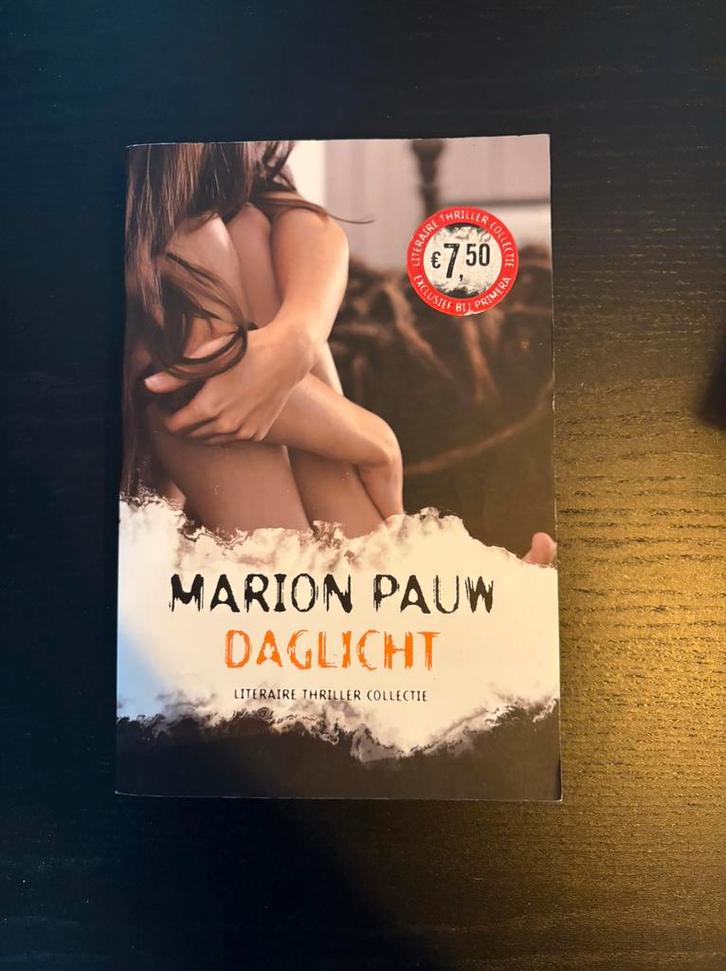 LITERAIRE THRILLER COLLECTIE
€7,50
EXCLUSIEF BIJ PRIMERA
MARION PAUW
DAGLICHT
LITERAIRE THRILLER COLLECTIE